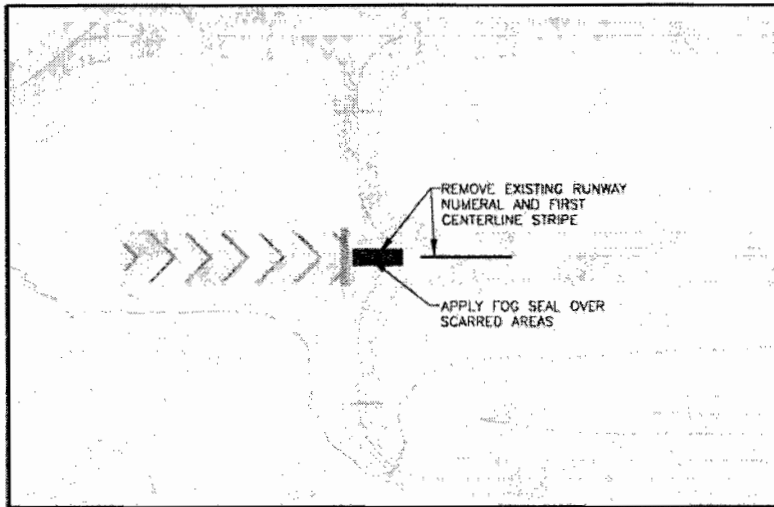 REMOVE EXISTING RUNWAY
NUMERAL AND FIRST
CENTERLINE STRIPE
APPLY FOG SEAL OVER
SCARRED AREAS